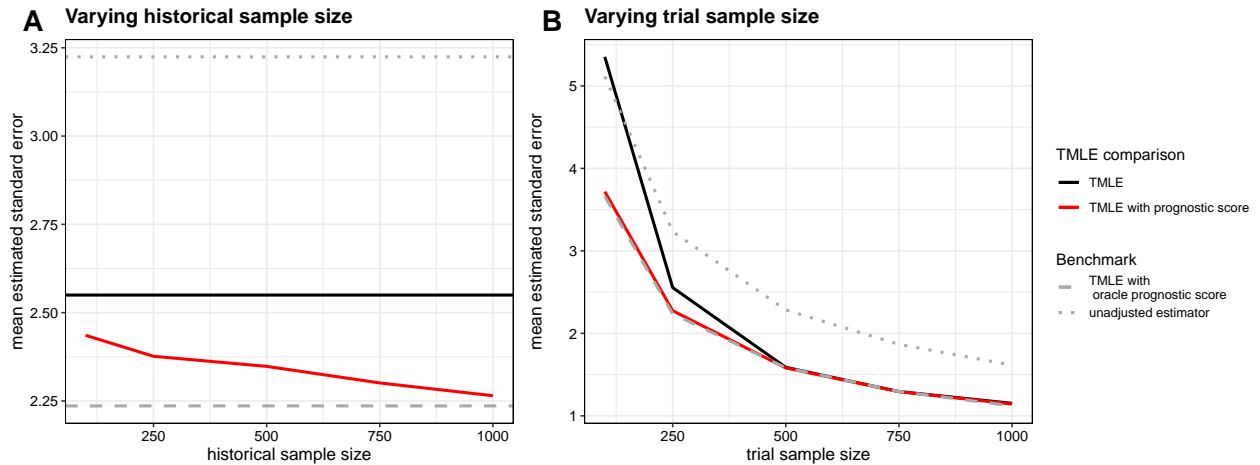 A
Varying historical sample size
mean estimated standard error
3.25
3.00
2.75
2.50
2.25
250
500
750
1000
historical sample size
B
Varying trial sample size
mean estimated standard error
5
4
3
2
1
250
500
750
1000
trial sample size
TMLE comparison
TMLE
TMLE with prognostic score
Benchmark
TMLE with
oracle prognostic score
unadjusted estimator